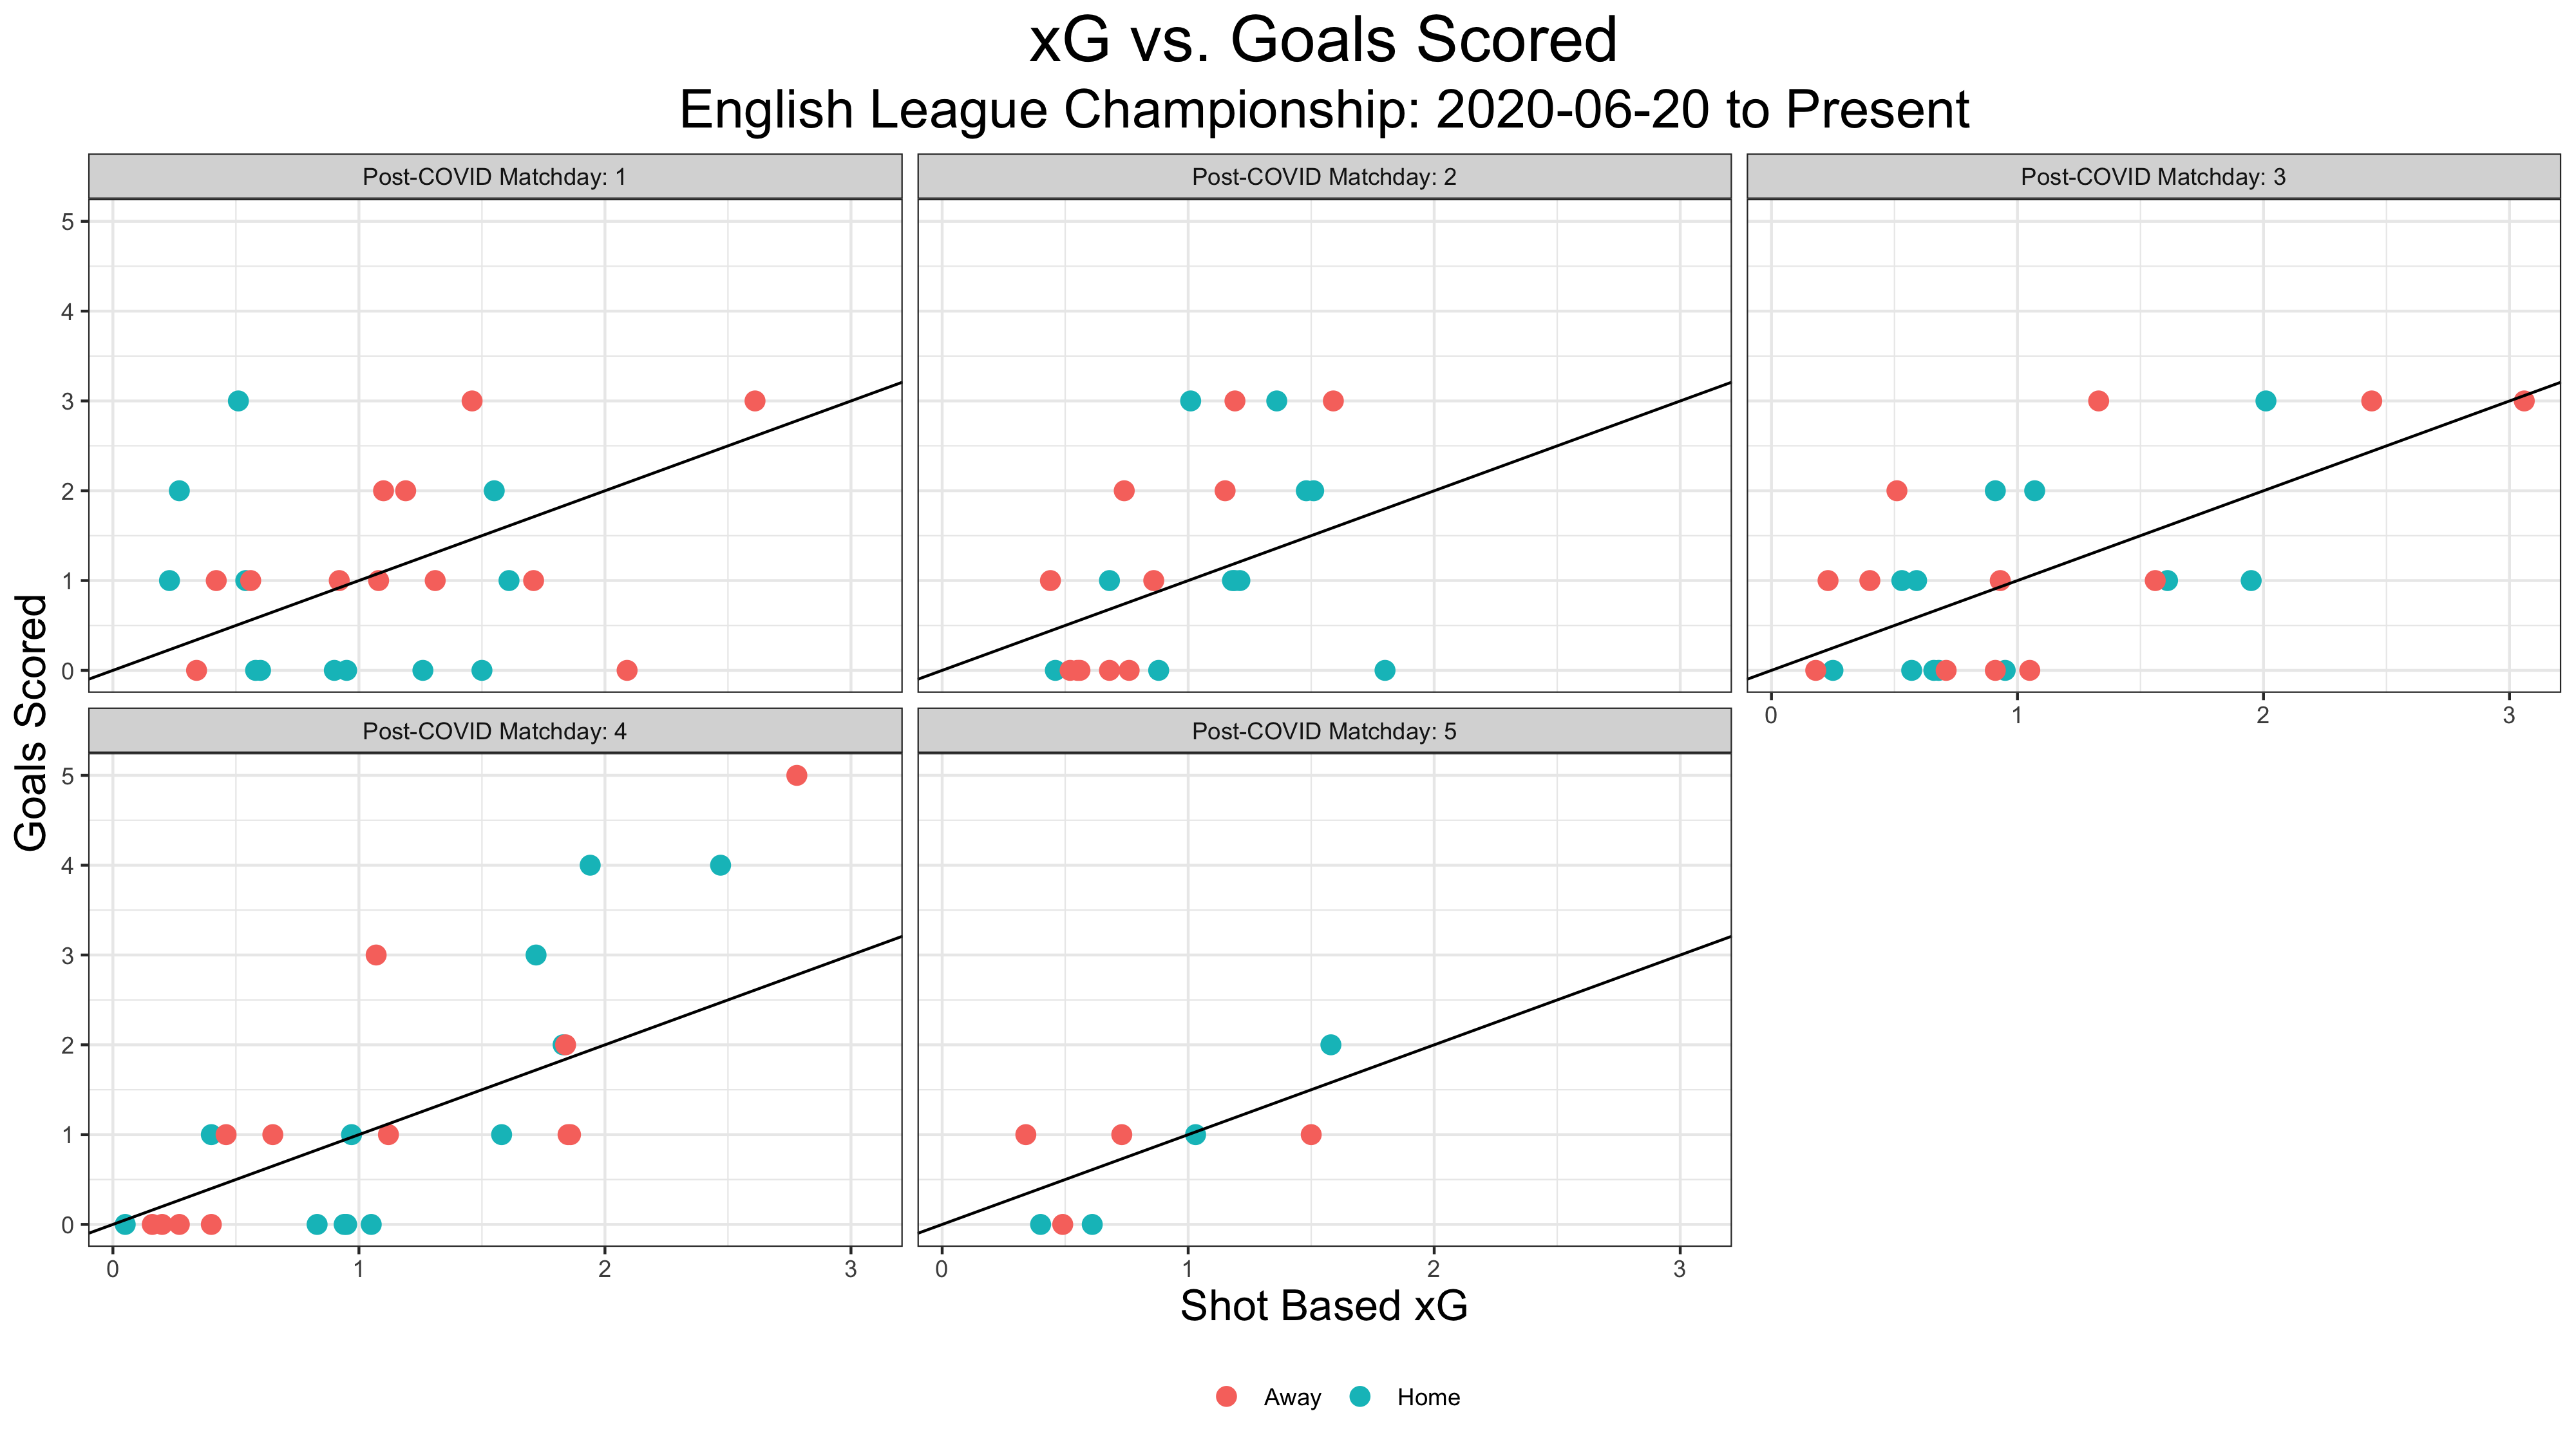 xG vs. Goals Scored
English League Championship: 2020-06-20 to Present
Post-COVID Matchday: 1
Post-COVID Matchday: 2
Post-COVID Matchday: 3
5
4
3
2
1
0
0 1 2 3
Post-COVID Matchday: 4
Post-COVID Matchday: 5
5
4
3
2
1
0
0 1 2 3
0 1 2 3
Goals Scored
Shot Based xG
Away
Home